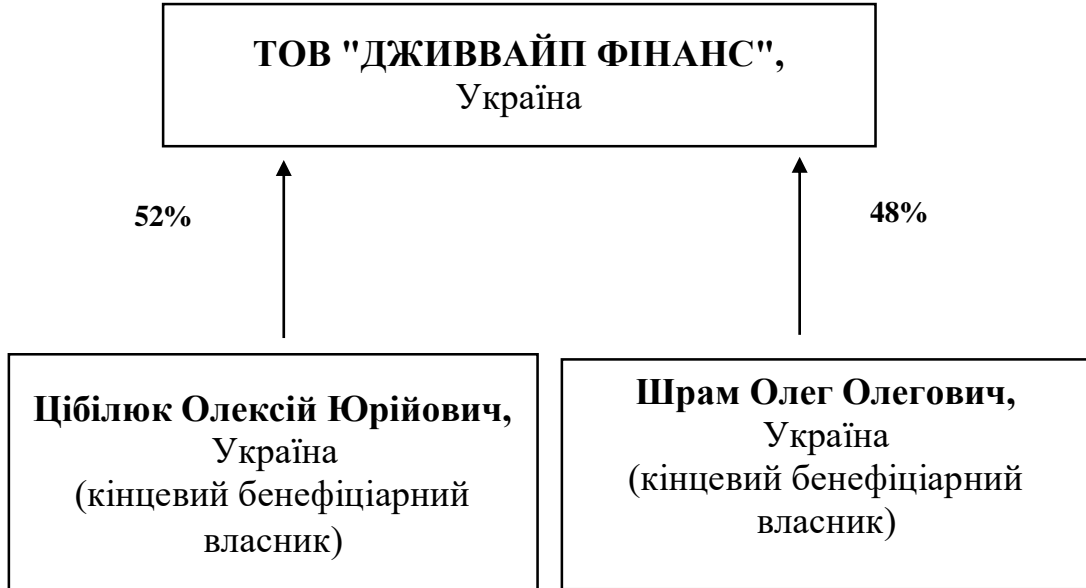 ТОВ "ДЖИВВАЙП ФІНАНС",
Україна
52%
48%
Цібілюк Олексій Юрійович,
Україна
(кінцевий бенефіціарний
власник)
Шрам Олег Олегович,
Україна
(кінцевий бенефіціарний
власник)